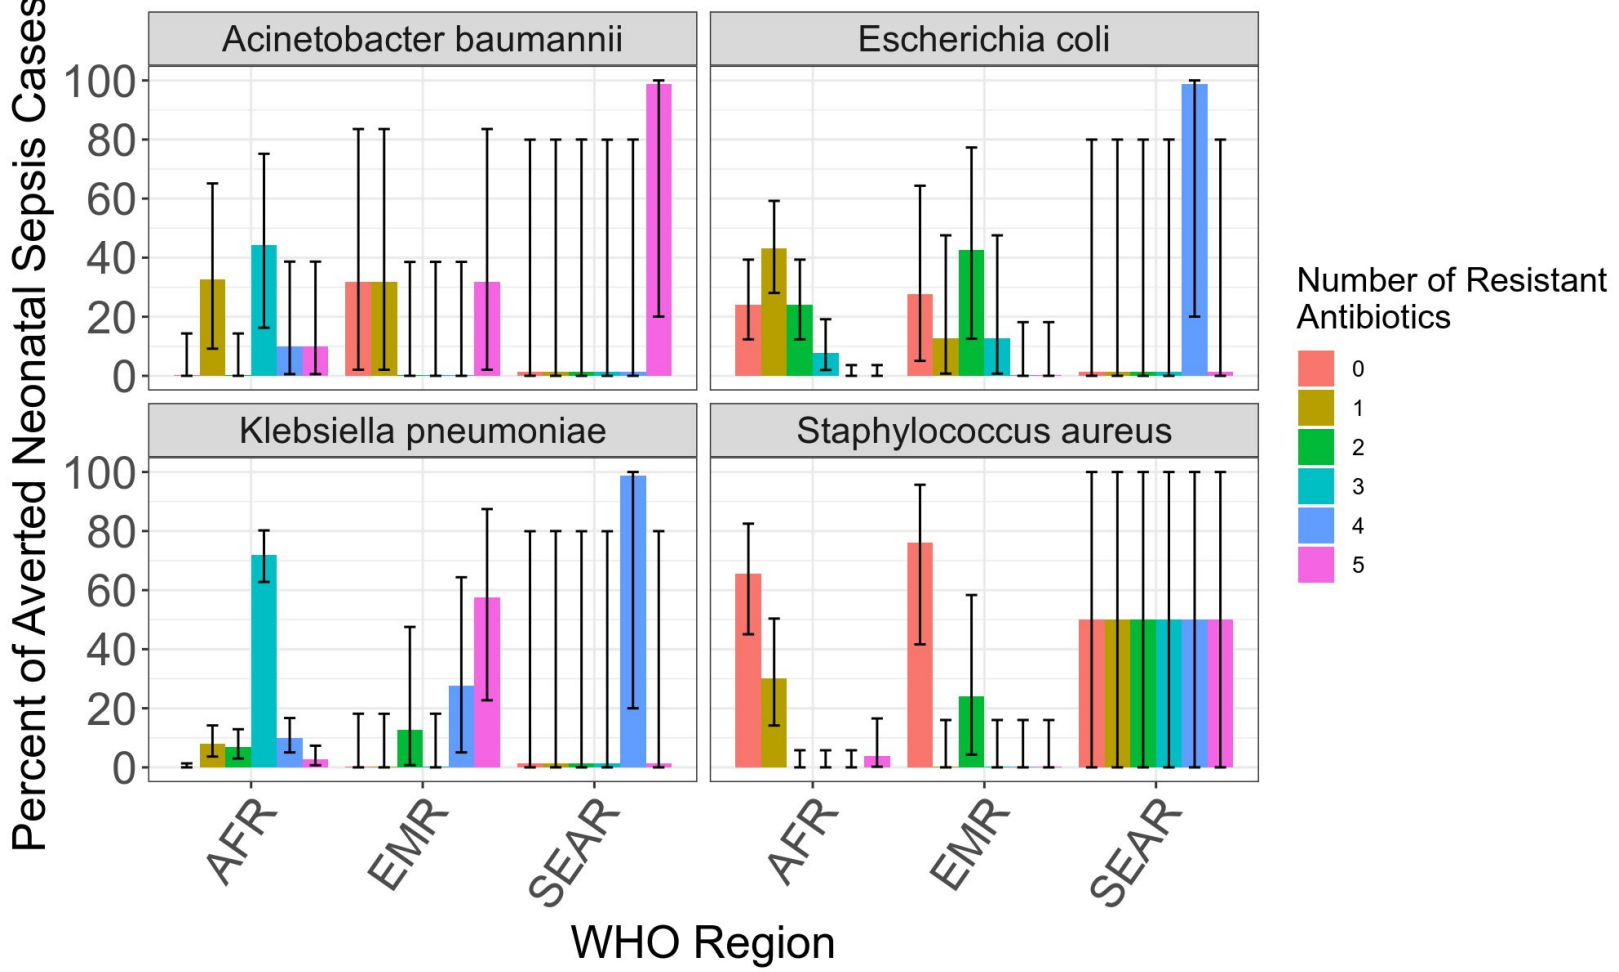 Percent of Averted Neonatal Sepsis Cases
Acinetobacter baumannii
Escherichia coli
100
80
60
40
20
0
Klebsiella pneumoniae
Staphylococcus aureus
100
80
60
40
20
0
AFR
EMR
SEAR
AFR
EMR
SEAR
WHO Region
Number of Resistant
Antibiotics
0
1
2
3
4
5